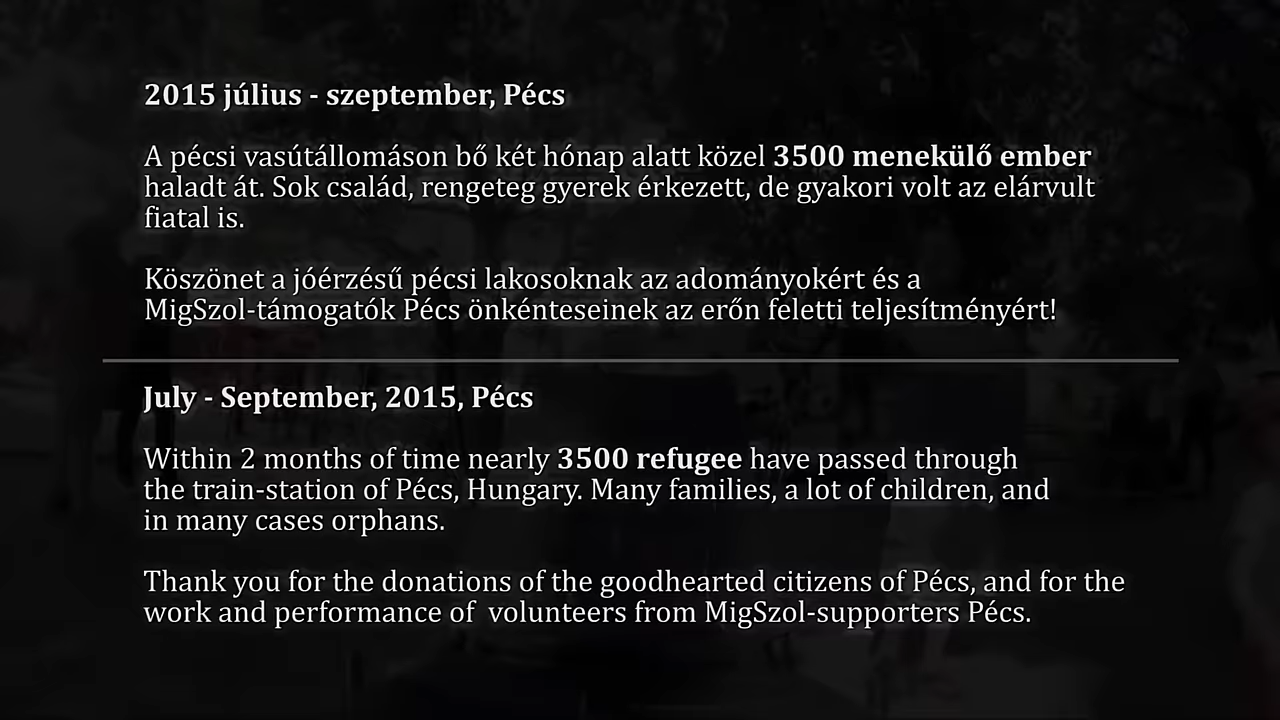 2015 július - szeptember, Pécs
A pécsi vasútállomáson bő két hónap alatt közel 3500 menekülő ember
haladt át. Sok család, rengeteg gyerek érkezett, de gyakori volt az elárvult
fiatal is.
Köszönet a jóérzésű pécsi lakosoknak az adományokért és a
MigSzol-támogatók Pécs önkénteseinek az erőn feletti teljesítményért!
July - September, 2015, Pécs
Within 2 months of time nearly 3500 refugee have passed through
the train-station of Pécs, Hungary. Many families, a lot of children, and
in many cases orphans.
Thank you for the donations of the goodhearted citizens of Pécs, and for the
work and performance of  volunteers from MigSzol-supporters Pécs.